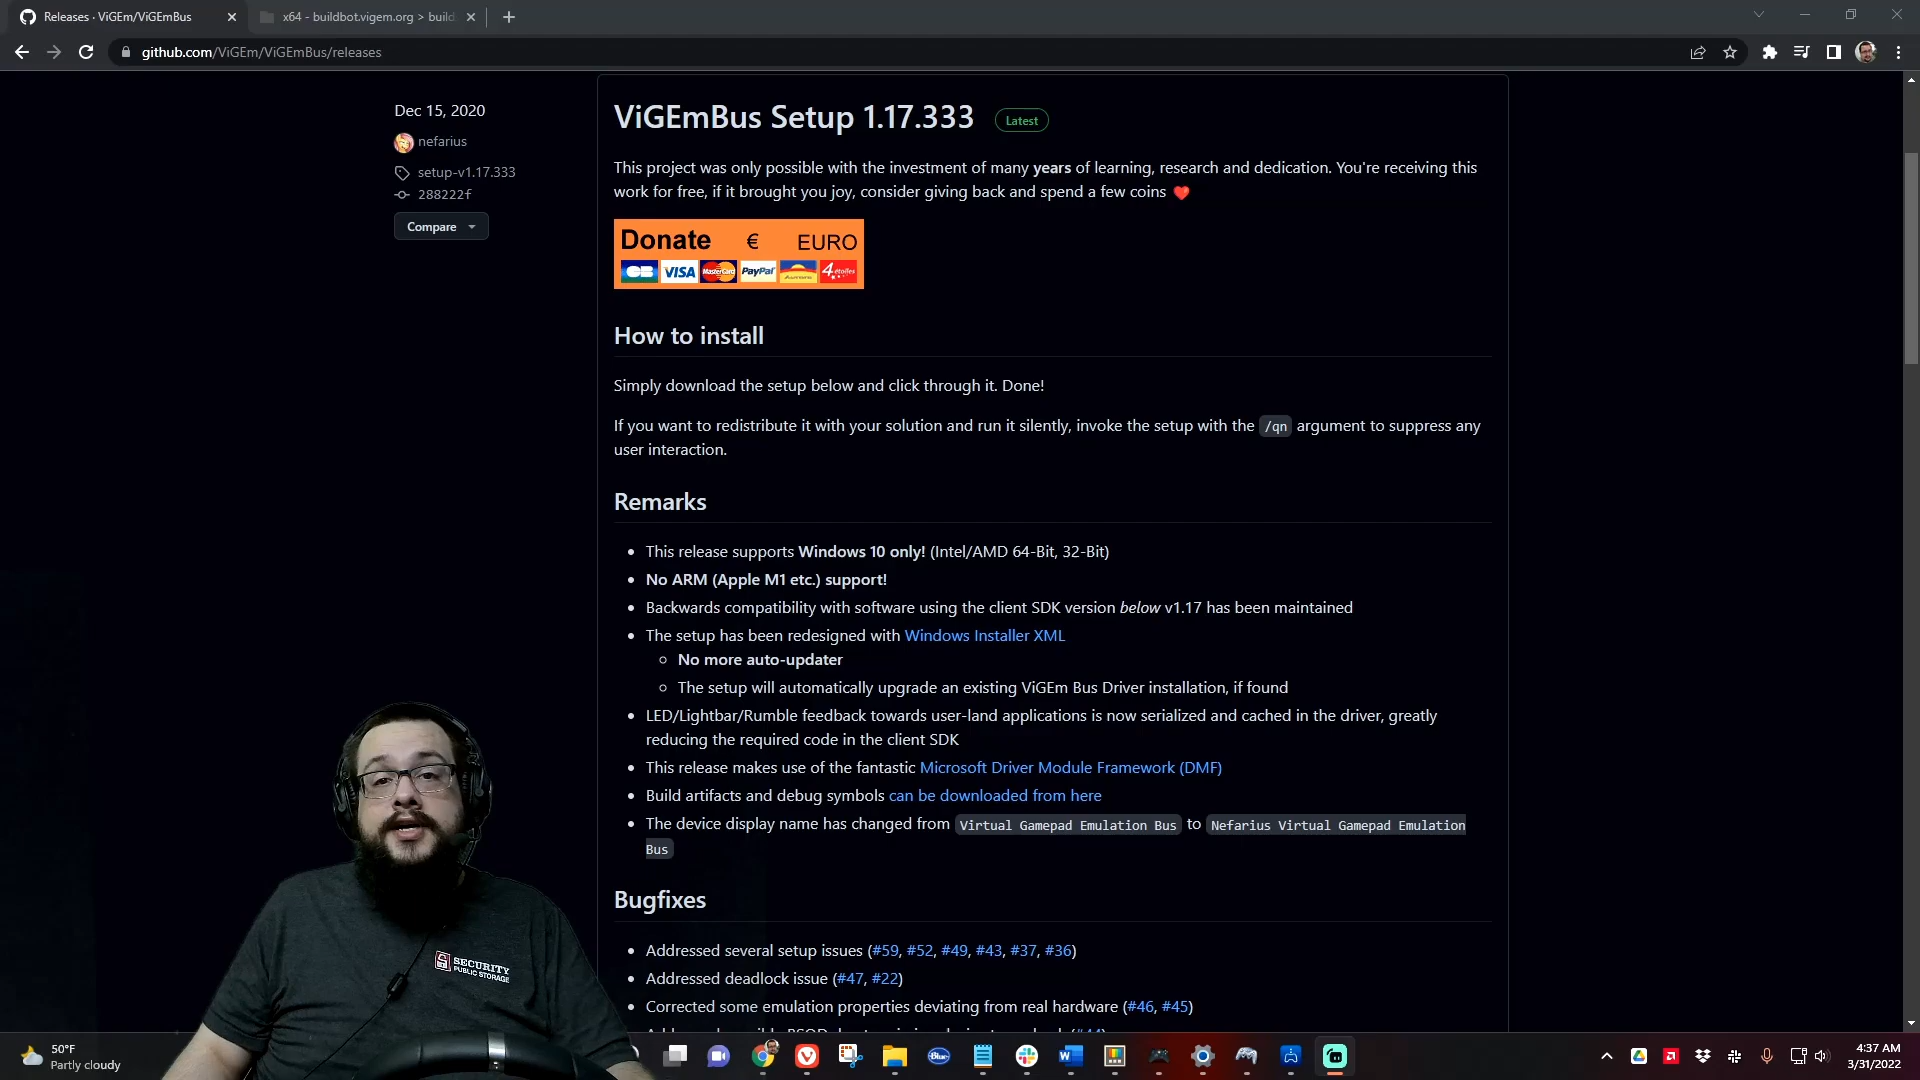 Releases · ViGEm/ViGEmBus
x64 - buildbot.vigem.org > build
github.com/ViGEm/ViGEmBus/releases
Dec 15, 2020
nefarius
setup-v1.17.333
288222f
Compare
ViGEmBus Setup 1.17.333 Latest
This project was only possible with the investment of many years of learning, research and dedication. You're receiving this
work for free, if it brought you joy, consider giving back and spend a few coins
Donate € EURO
CB VISA MasterCard PayPal Aurore 4étoiles
How to install
Simply download the setup below and click through it. Done!
If you want to redistribute it with your solution and run it silently, invoke the setup with the /qn argument to suppress any
user interaction.
Remarks
This release supports Windows 10 only! (Intel/AMD 64-Bit, 32-Bit)
No ARM (Apple M1 etc.) support!
Backwards compatibility with software using the client SDK version below v1.17 has been maintained
The setup has been redesigned with Windows Installer XML
No more auto-updater
The setup will automatically upgrade an existing ViGEm Bus Driver installation, if found
LED/Lightbar/Rumble feedback towards user-land applications is now serialized and cached in the driver, greatly
reducing the required code in the client SDK
This release makes use of the fantastic Microsoft Driver Module Framework (DMF)
Build artifacts and debug symbols can be downloaded from here
The device display name has changed from Virtual Gamepad Emulation Bus to Nefarius Virtual Gamepad Emulation
Bus
Bugfixes
Addressed several setup issues (#59, #52, #49, #43, #37, #36)
Addressed deadlock issue (#47, #22)
Corrected some emulation properties deviating from real hardware (#46, #45)
SECURITY
PUBLIC STORAGE
50°F
Partly cloudy
Blue
4:37 AM
3/31/2022